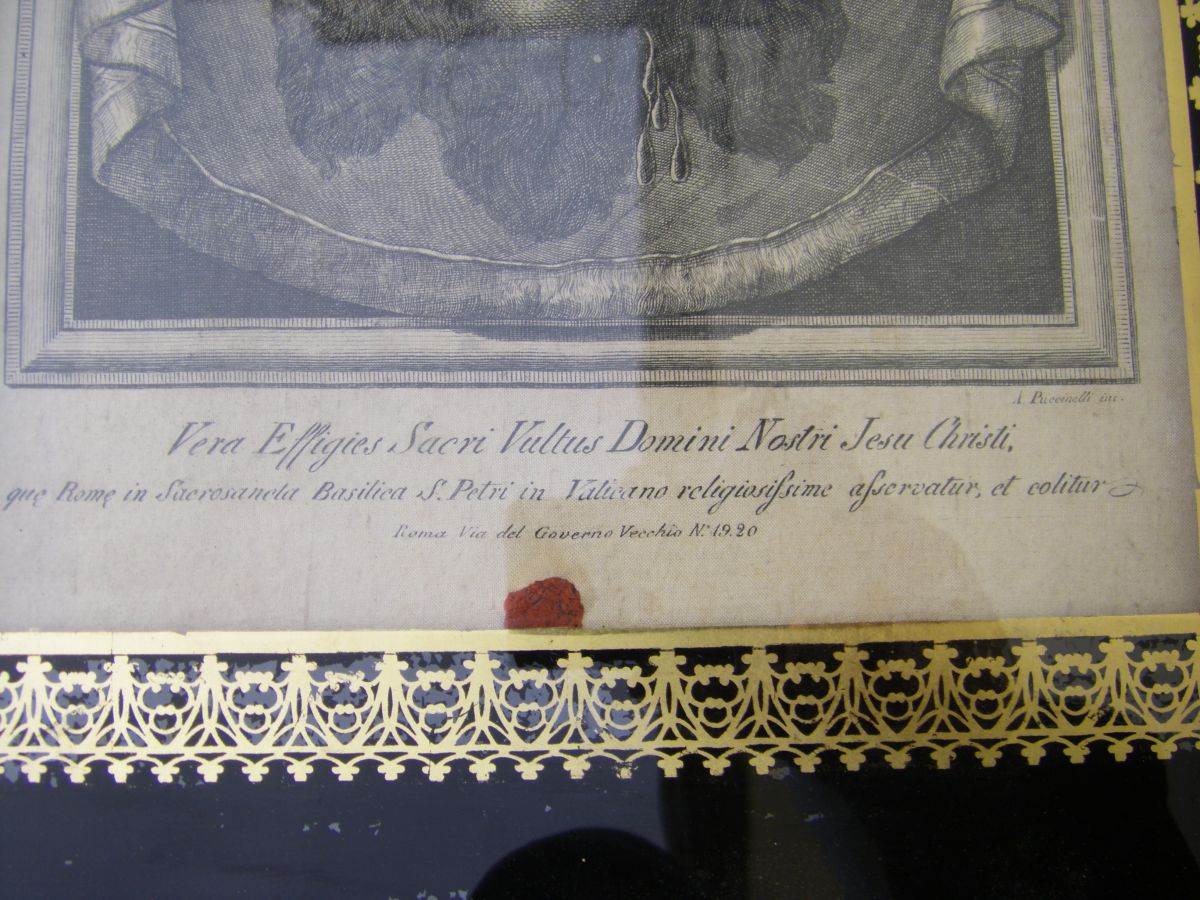 A. Puccinelli inc.
Vera Effigies Sacri Vultus Domini Nostri Jesu Christi,
quę Romę in Sacrosancta Basilica S. Petri in Vaticano religiosiſsime aſservatur, et colitur
Roma Via del Governo Vecchio N.º 19.20